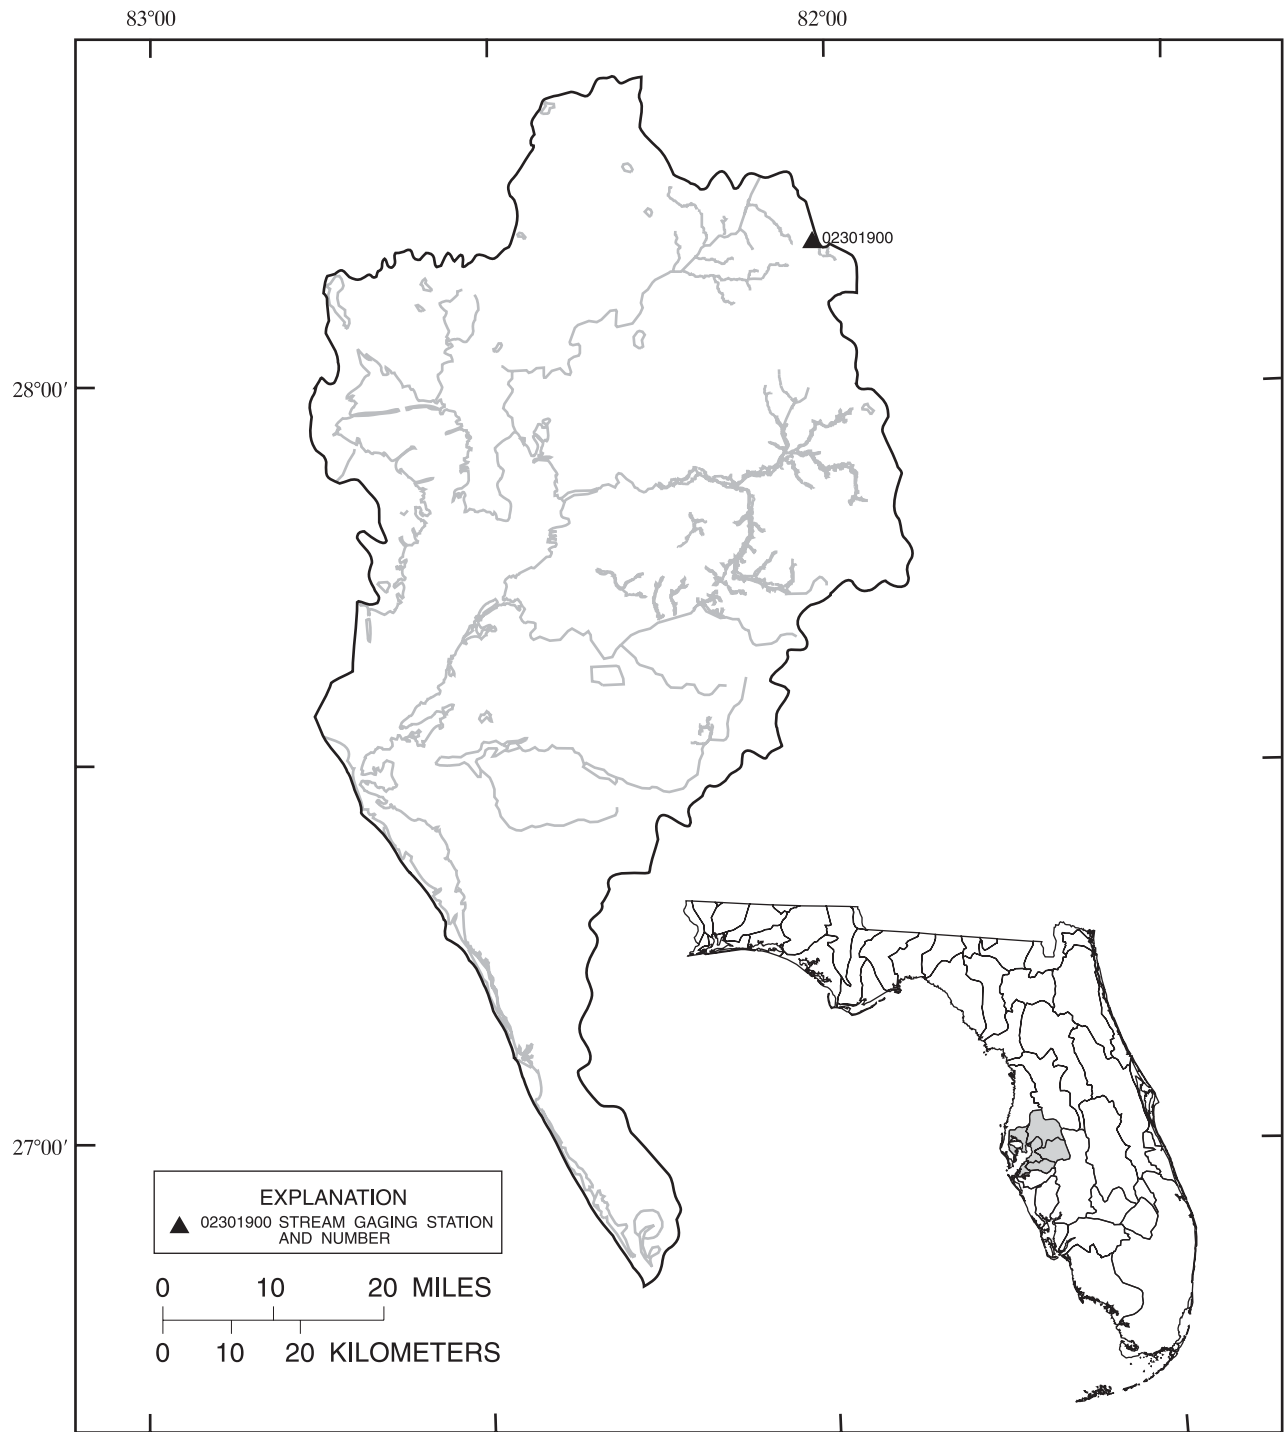 83°00
82°00
02301900
28°00'
27°00'
EXPLANATION
02301900 STREAM GAGING STATION
AND NUMBER
0 10 20 MILES
0 10 20 KILOMETERS